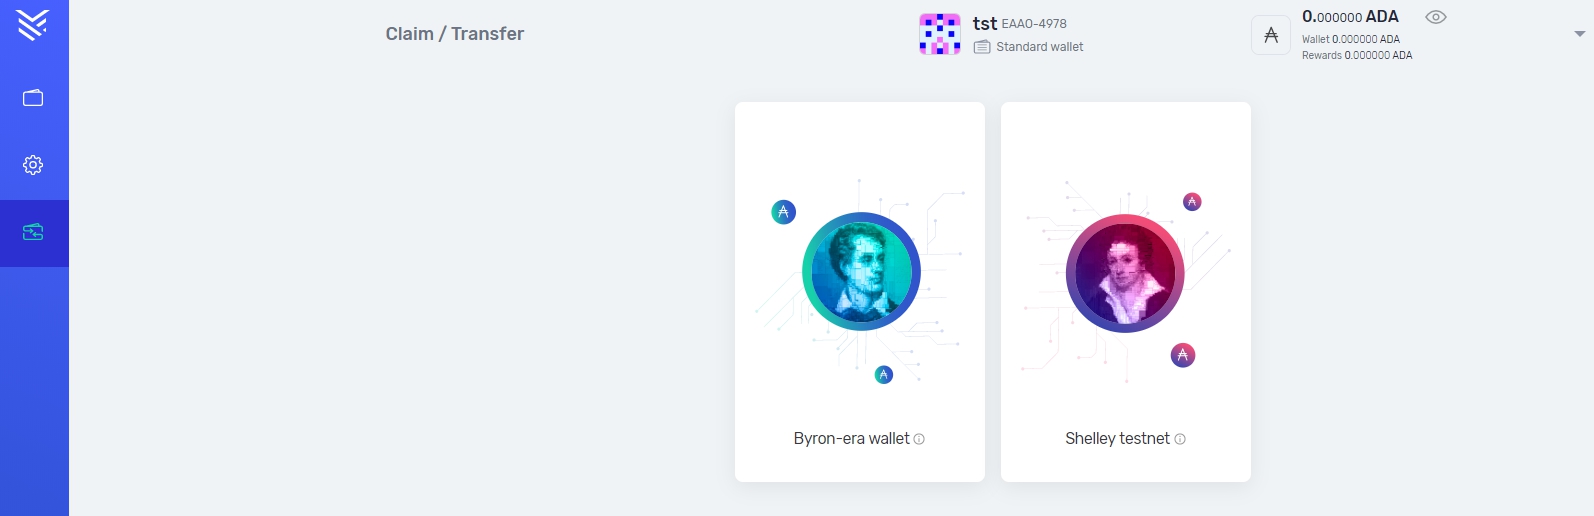 Claim / Transfer
tst EAAO-4978
Standard wallet
0.000000 ADA
Wallet 0.000000 ADA
Rewards 0.000000 ADA
Byron-era wallet
Shelley testnet